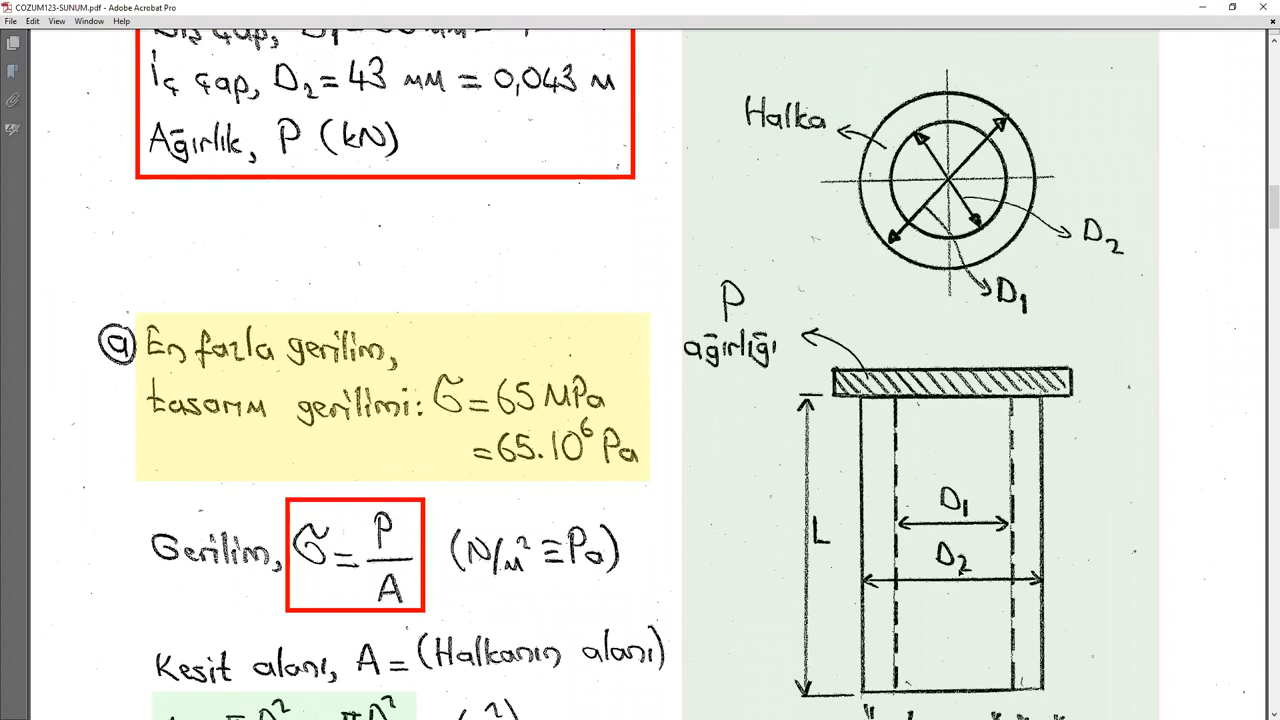 COZUM123-SUNUM.pdf - Adobe Acrobat Pro
File Edit View Window Help
İç çap, D₂ = 43 mm = 0,043 m
Ağırlık, P (kN)
Halka
D₂
D₁
a En fazla gerilim,
tasarım gerilimi: σ = 65 MPa
= 65.10⁶ Pa
Gerilim, σ = P/A (N/m² ≡ Pa)
Kesit alanı, A = (Halkanın alanı)
P
ağırlığı
L
D₁
D₂